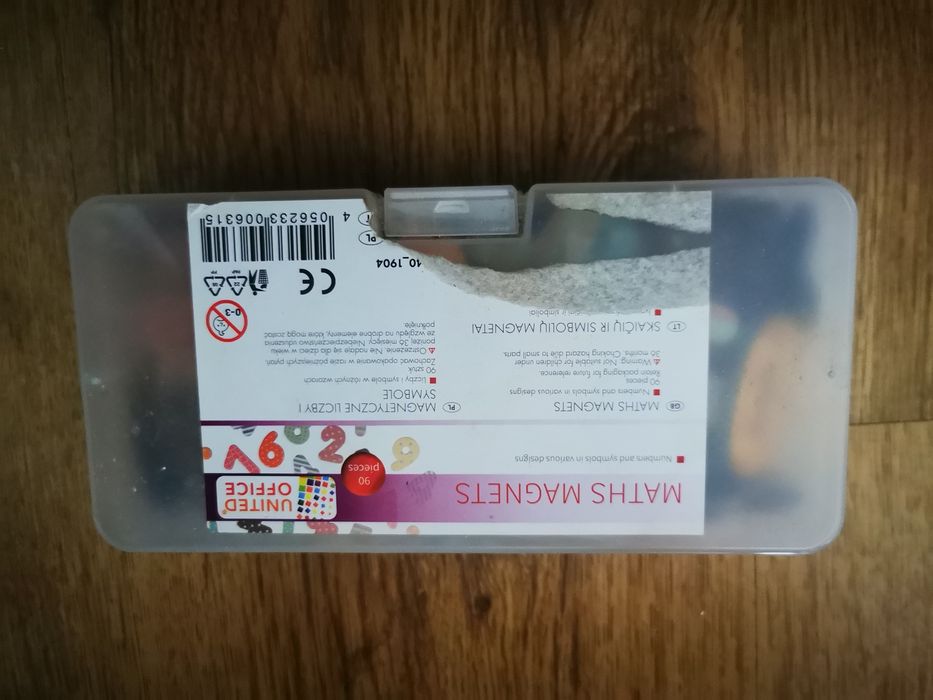 MATHS MAGNETS
Numbers and symbols in various designs
90
pieces
UNITED
OFFICE
GB MATHS MAGNETS
Numbers and symbols in various designs
90 pieces
packaging for future reference.
Warning. Not suitable for children under
36 months. Choking hazard due small parts.
LT SKAIČIŲ IR SIMBOLIŲ MAGNETAI
PL MAGNETYCZNE LICZBY I
SYMBOLE
Liczby i symbole w różnych wzorach
90 sztuk
Zachować opakowanie w razie późniejszych pytań.
Ostrzeżenie. Nie nadaje się dla dzieci w wieku
poniżej 36 miesięcy. Niebezpieczeństwo uduszenia
ze względu na drobne elementy, które mogą zostać
połknięte.
0-3
CE
22
PAP
PP
10_1904
PL
4 056233 006315